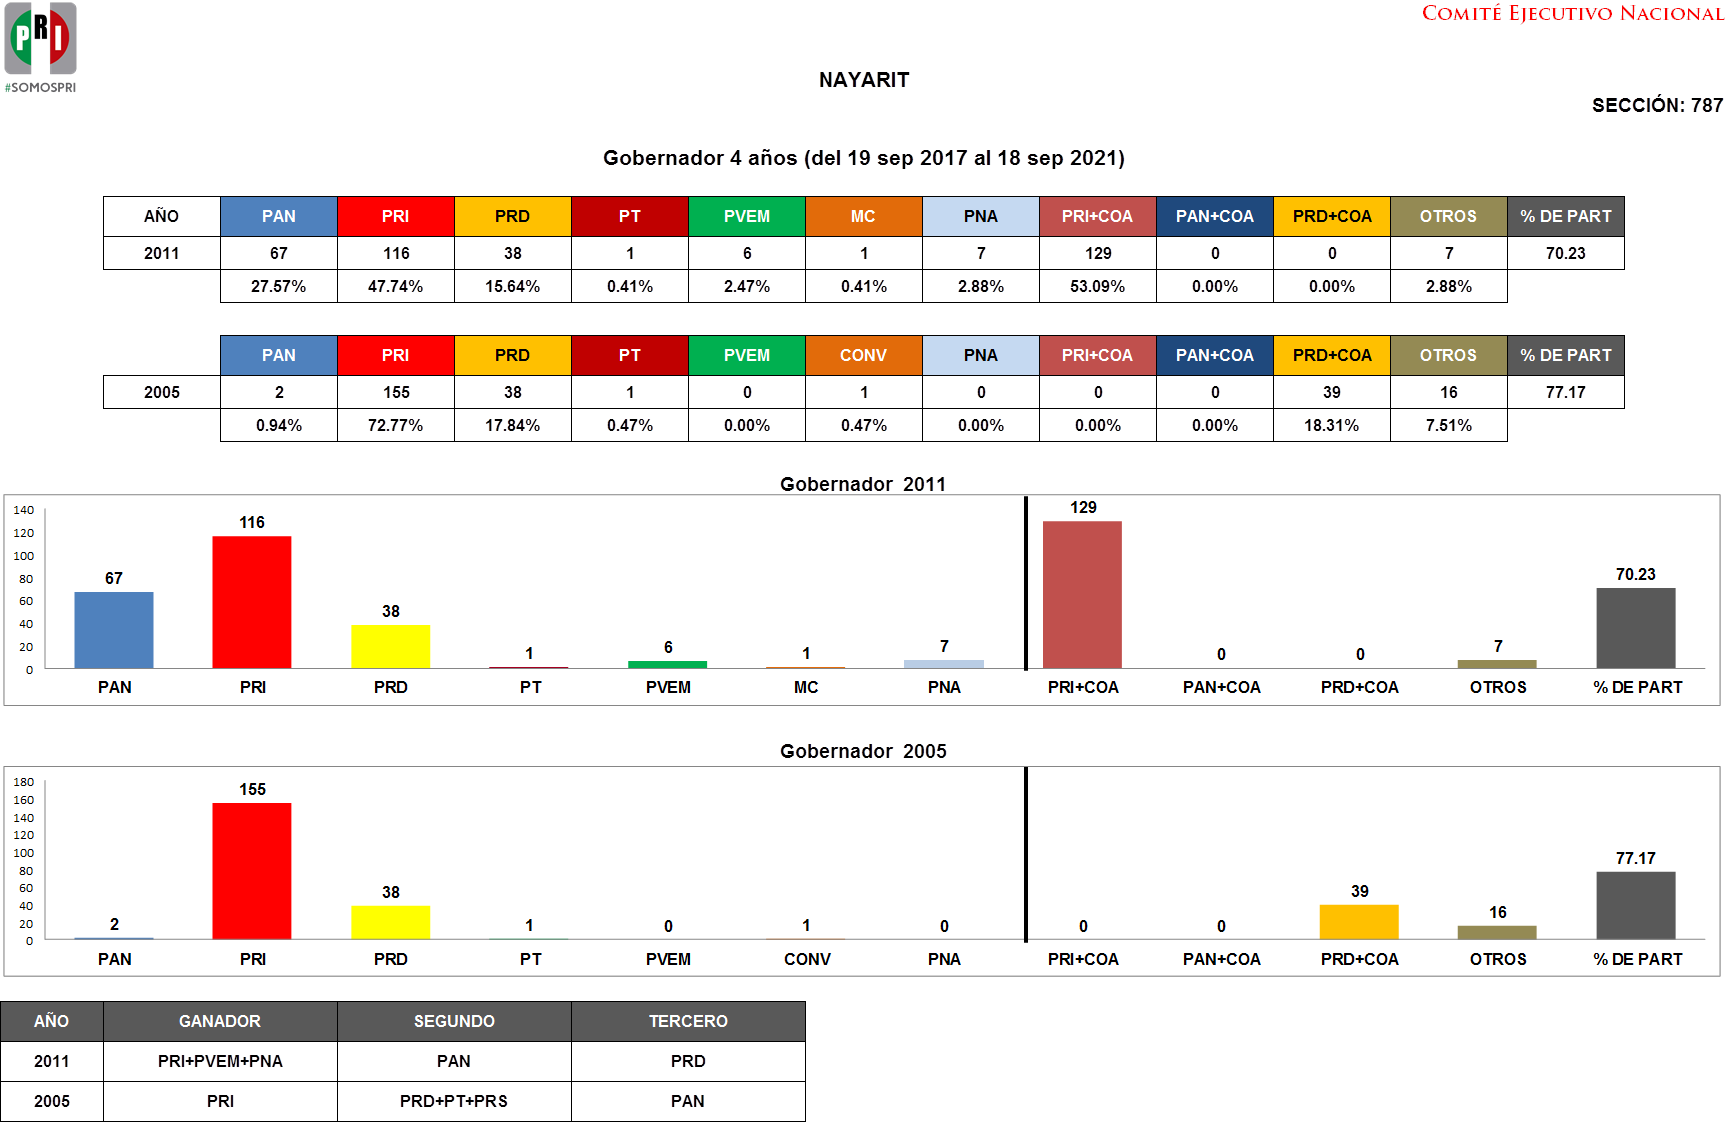 PRI
#SOMOSPRI
COMITÉ EJECUTIVO NACIONAL
NAYARIT
SECCIÓN: 787
Gobernador 4 años (del 19 sep 2017 al 18 sep 2021)
AÑO PAN PRI PRD PT PVEM MC PNA PRI+COA PAN+COA PRD+COA OTROS % DE PART
2011 67 116 38 1 6 1 7 129 0 0 7 70.23
27.57% 47.74% 15.64% 0.41% 2.47% 0.41% 2.88% 53.09% 0.00% 0.00% 2.88%
PAN PRI PRD PT PVEM CONV PNA PRI+COA PAN+COA PRD+COA OTROS % DE PART
2005 2 155 38 1 0 1 0 0 0 39 16 77.17
0.94% 72.77% 17.84% 0.47% 0.00% 0.47% 0.00% 0.00% 0.00% 18.31% 7.51%
Gobernador 2011
140
120
100
80
60
40
20
0
67 116 38 1 6 1 7 129 0 0 7 70.23
PAN PRI PRD PT PVEM MC PNA PRI+COA PAN+COA PRD+COA OTROS % DE PART
Gobernador 2005
180
160
140
120
100
80
60
40
20
0
2 155 38 1 0 1 0 0 0 39 16 77.17
PAN PRI PRD PT PVEM CONV PNA PRI+COA PAN+COA PRD+COA OTROS % DE PART
AÑO GANADOR SEGUNDO TERCERO
2011 PRI+PVEM+PNA PAN PRD
2005 PRI PRD+PT+PRS PAN